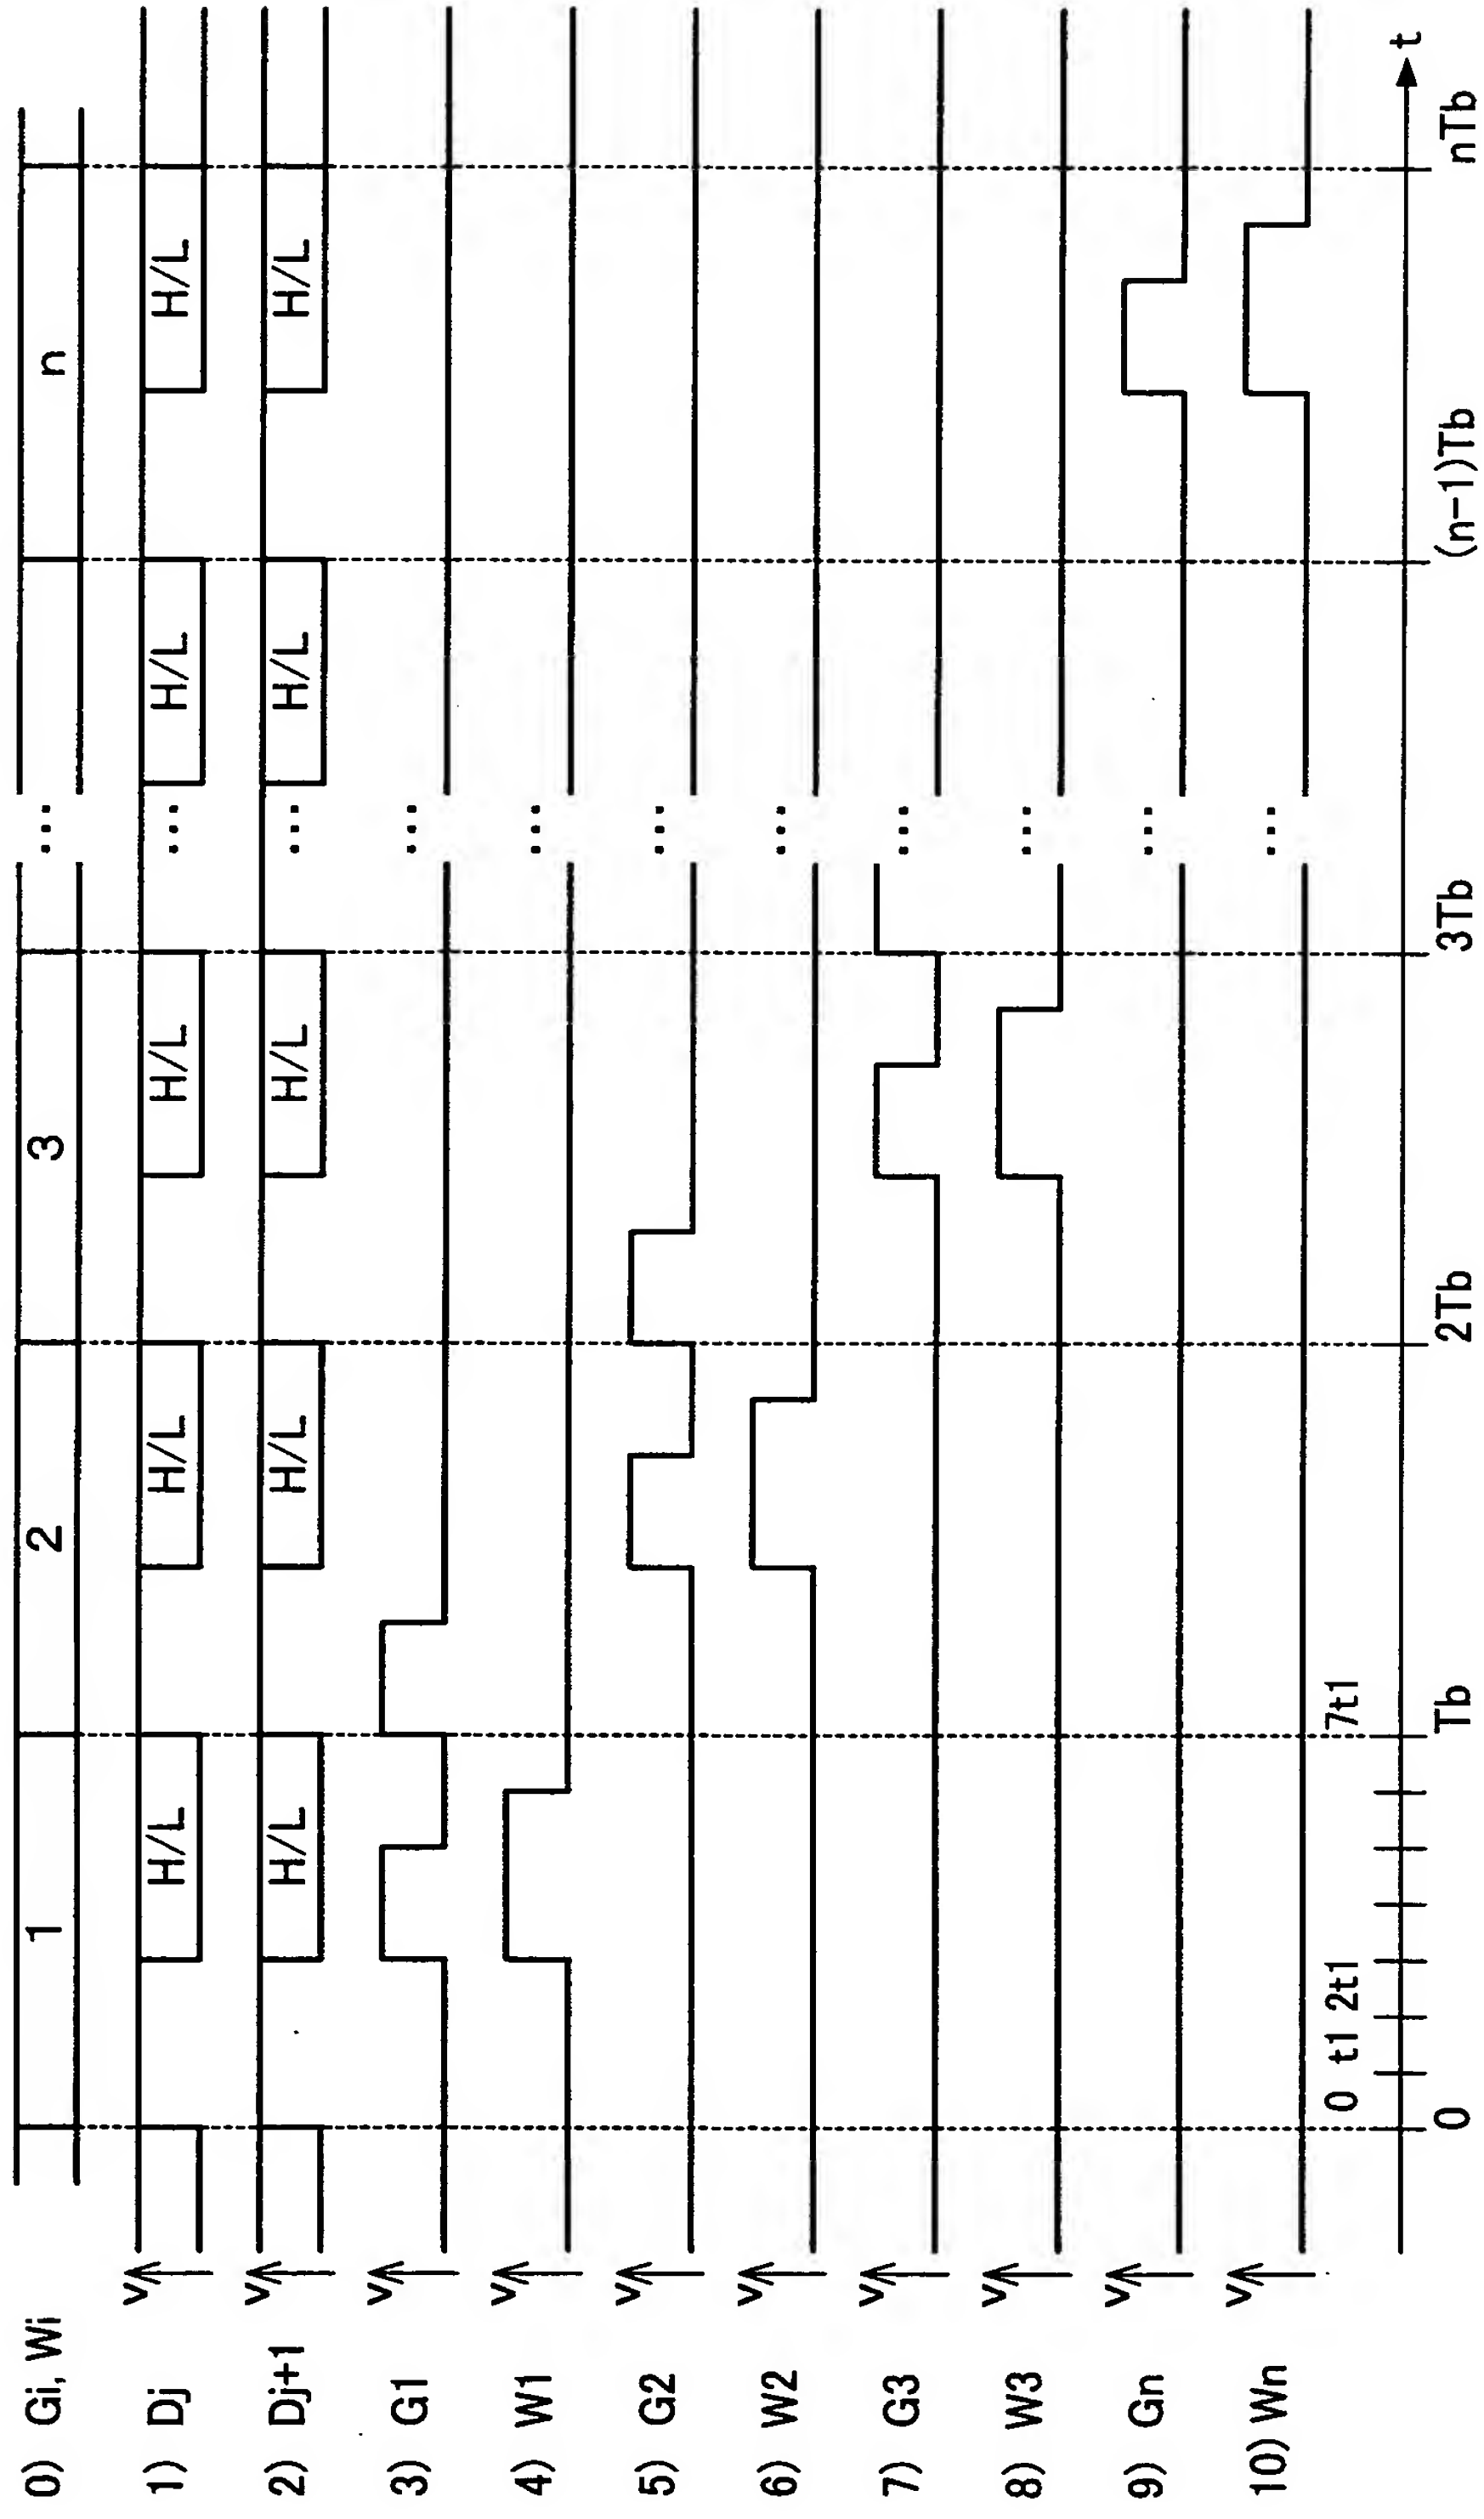 0) Gi, Wi 1 2 3 ... n
1) Dj V H/L H/L H/L ... H/L H/L
2) Dj+1 V H/L H/L H/L ... H/L H/L
3) G1 V ...
4) W1 V ...
5) G2 V ...
6) W2 V ...
7) G3 V ...
8) W3 V ...
9) Gn V ...
10) Wn V ...
0 t1 2t1 7t1
t
0 Tb 2Tb 3Tb (n-1)Tb nTb